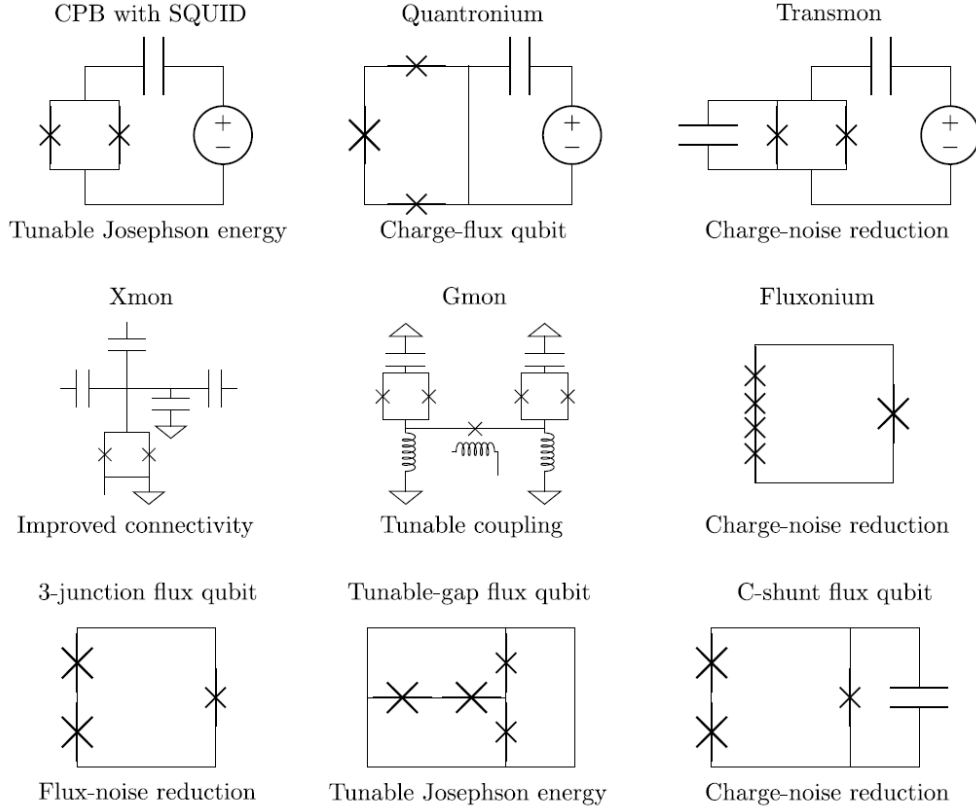 CPB with SQUID
Quantronium
Transmon
+
−
+
−
+
−
Tunable Josephson energy
Charge-flux qubit
Charge-noise reduction
Xmon
Gmon
Fluxonium
Improved connectivity
Tunable coupling
Charge-noise reduction
3-junction flux qubit
Tunable-gap flux qubit
C-shunt flux qubit
Flux-noise reduction
Tunable Josephson energy
Charge-noise reduction